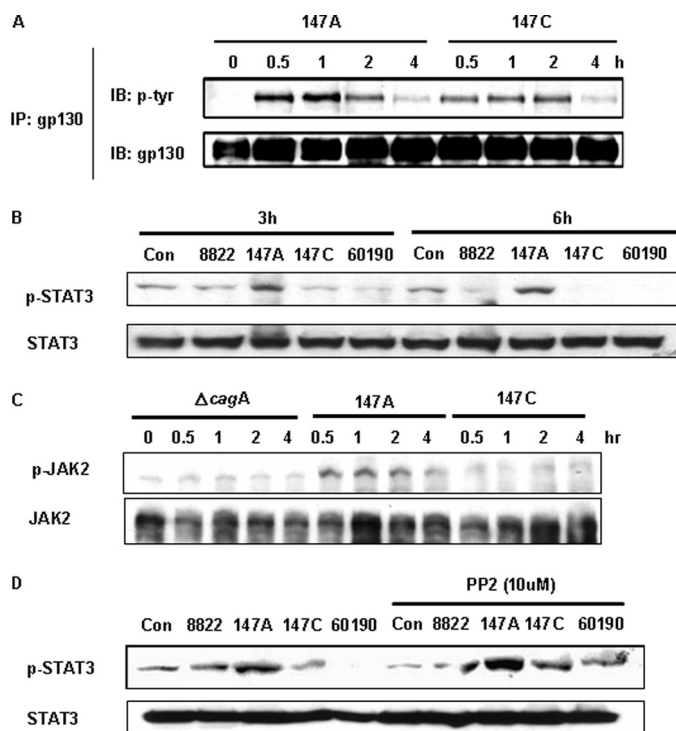 A
147A 147C
0 0.5 1 2 4 0.5 1 2 4 h
IP: gp130
IB: p-tyr
IB: gp130
B
3h 6h
Con 8822 147A 147C 60190 Con 8822 147A 147C 60190
p-STAT3
STAT3
C
ΔcagA 147A 147C
0 0.5 1 2 4 0.5 1 2 4 0.5 1 2 4 hr
p-JAK2
JAK2
D
PP2 (10uM)
Con 8822 147A 147C 60190 Con 8822 147A 147C 60190
p-STAT3
STAT3